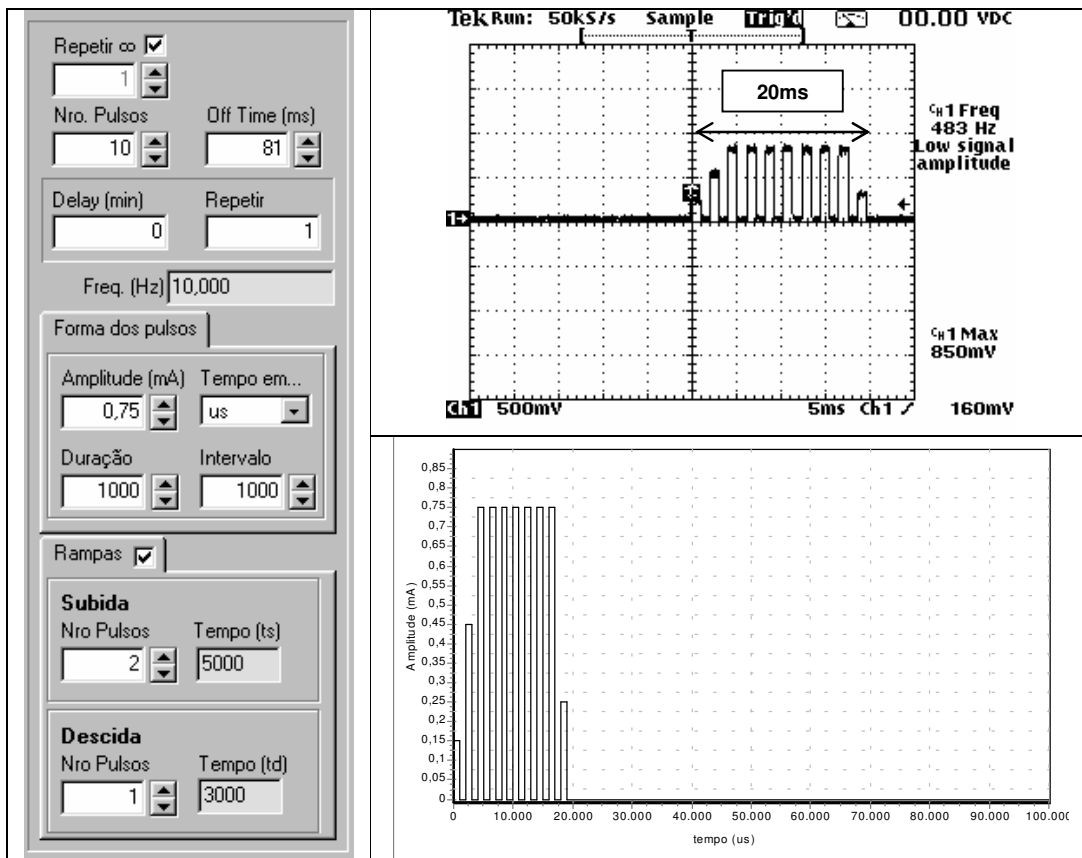 Repetir ∞
1
Nro. Pulsos Off Time (ms)
10 81
Delay (min) Repetir
0 1
Freq. (Hz) 10,000
Forma dos pulsos
Amplitude (mA) Tempo em...
0,75 us
Duração Intervalo
1000 1000
Rampas
Subida
Nro Pulsos Tempo (ts)
2 5000
Descida
Nro Pulsos Tempo (td)
1 3000
Tek Run: 50kS/s Sample Trig'd 00.00 VDC
T
20ms
CH1 Freq
483 Hz
Low signal
amplitude
1→
CH1 Max
850mV
Ch1 500mV 5ms Ch1 160mV
0,85
0,8
0,75
0,7
0,65
0,6
0,55
0,5
0,45
0,4
0,35
0,3
0,25
0,2
0,15
0,1
0,05
0
Amplitude (mA)
0 10.000 20.000 30.000 40.000 50.000 60.000 70.000 80.000 90.000 100.000
tempo (us)